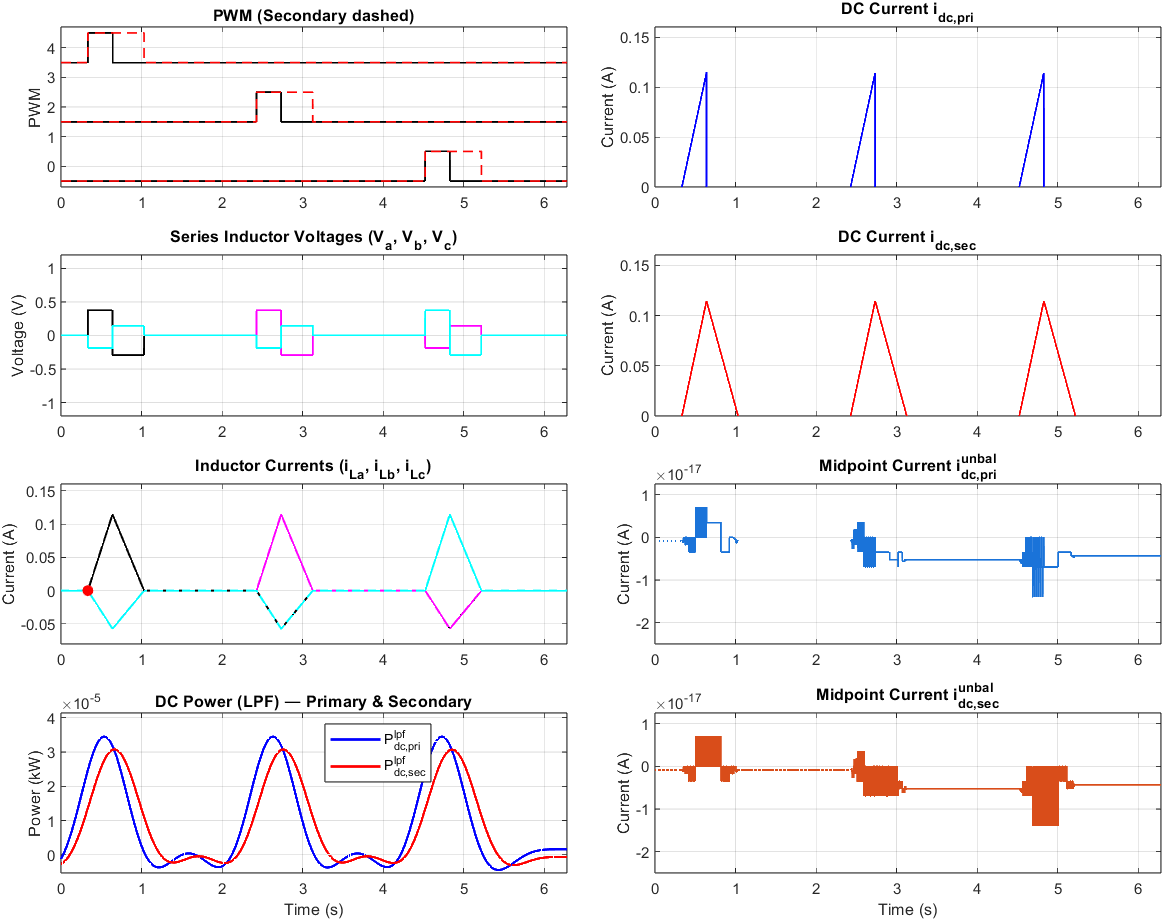 PWM (Secondary dashed)
PWM
4
3
2
1
0
0 1 2 3 4 5 6
DC Current i_dc,pri
Current (A)
0.15
0.1
0.05
0
0 1 2 3 4 5 6
Series Inductor Voltages (V_a, V_b, V_c)
Voltage (V)
1
0.5
0
-0.5
-1
0 1 2 3 4 5 6
DC Current i_dc,sec
Current (A)
0.15
0.1
0.05
0
0 1 2 3 4 5 6
Inductor Currents (i_La, i_Lb, i_Lc)
Current (A)
0.15
0.1
0.05
0
-0.05
0 1 2 3 4 5 6
Midpoint Current i_dc,pri^unbal
×10^-17
Current (A)
1
0
-1
-2
0 1 2 3 4 5 6
DC Power (LPF) — Primary & Secondary
×10^-5
Power (kW)
4
3
2
1
0
P_dc,pri^lpf
P_dc,sec^lpf
0 1 2 3 4 5 6
Time (s)
Midpoint Current i_dc,sec^unbal
×10^-17
Current (A)
1
0
-1
-2
0 1 2 3 4 5 6
Time (s)